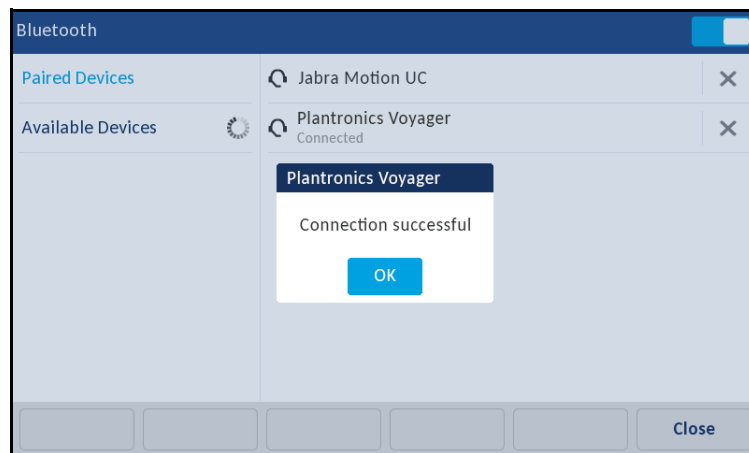 Bluetooth
Paired Devices
Available Devices
Jabra Motion UC
Plantronics Voyager
Connected
Plantronics Voyager
Connection successful
OK
Close